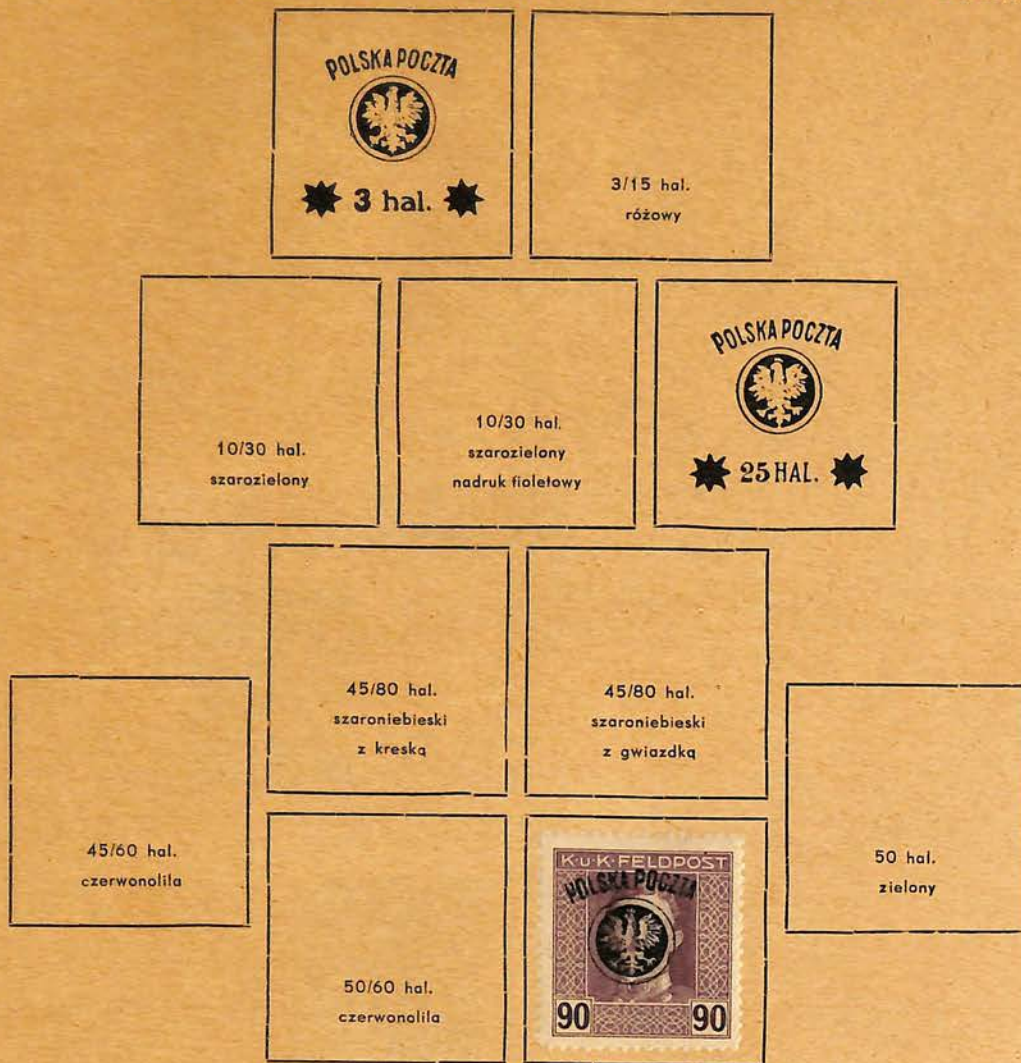 POLSKA POCZTA
3 hal.
3/15 hal.
różowy
10/30 hal.
szarozielony
10/30 hal.
szarozielony
nadruk fioletowy
POLSKA POCZTA
25 HAL.
45/80 hal.
szaroniebieski
z kreską
45/80 hal.
szaroniebieski
z gwiazdką
45/60 hal.
czerwonolila
50/60 hal.
czerwonolila
K·u·K·FELDPOST
POLSKA POCZTA
90 90
50 hal.
zielony